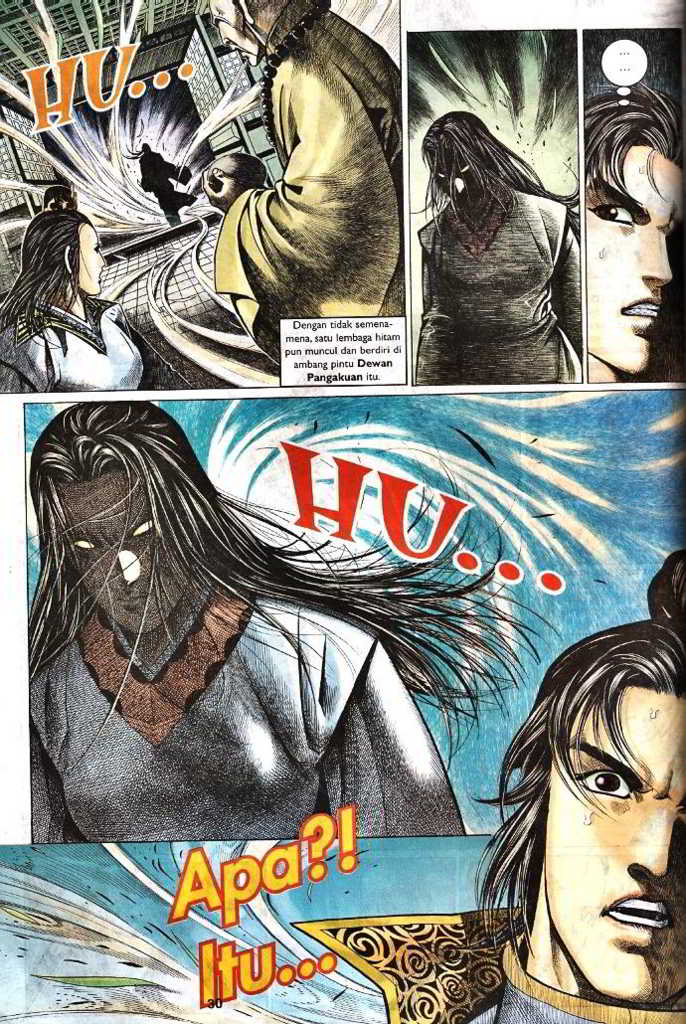 HU...
...
...
Dengan tidak semena-
mena, satu lembaga hitam
pun muncul dan berdiri di
ambang pintu Dewan
Pangakuan itu.
HU...
Apa?!
Itu...
30